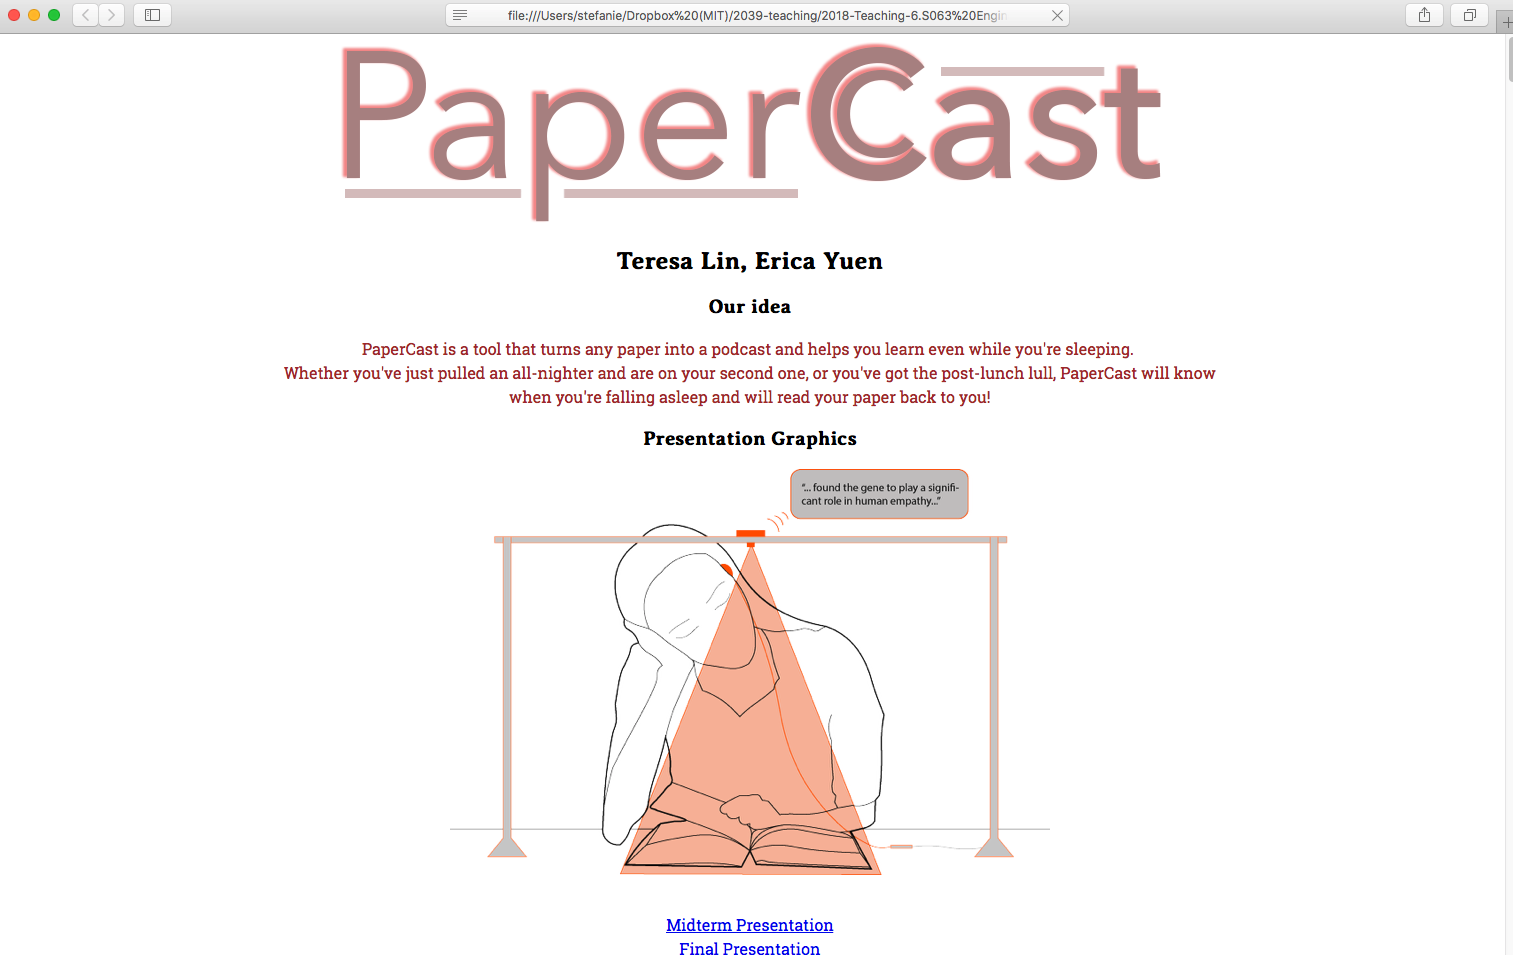 file:///Users/stefanie/Dropbox%20(MIT)/2039-teaching/2018-Teaching-6.S063%20Engin
PaperCast
Teresa Lin, Erica Yuen
Our idea
PaperCast is a tool that turns any paper into a podcast and helps you learn even while you're sleeping.
Whether you've just pulled an all-nighter and are on your second one, or you've got the post-lunch lull, PaperCast will know
when you're falling asleep and will read your paper back to you!
Presentation Graphics
"... found the gene to play a signifi-
cant role in human empathy..."
Midterm Presentation
Final Presentation